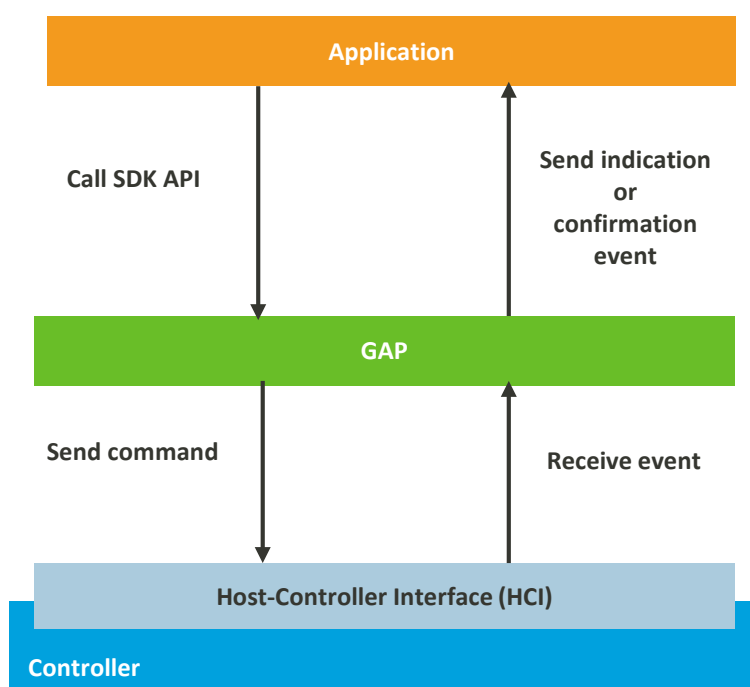 Application
Call SDK API
Send indication
or
confirmation
event
GAP
Send command
Receive event
Host-Controller Interface (HCI)
Controller